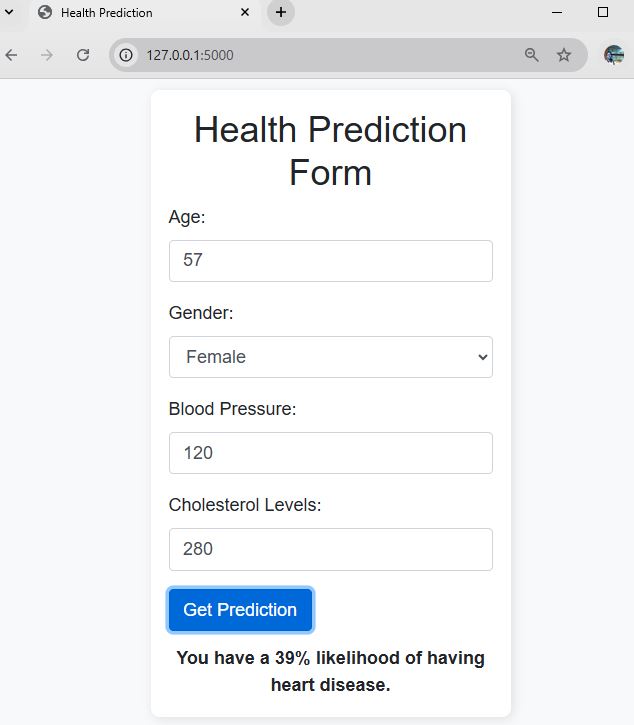 Health Prediction
127.0.0.1:5000
Health Prediction
Form
Age:
57
Gender:
Female
Blood Pressure:
120
Cholesterol Levels:
280
Get Prediction
You have a 39% likelihood of having
heart disease.